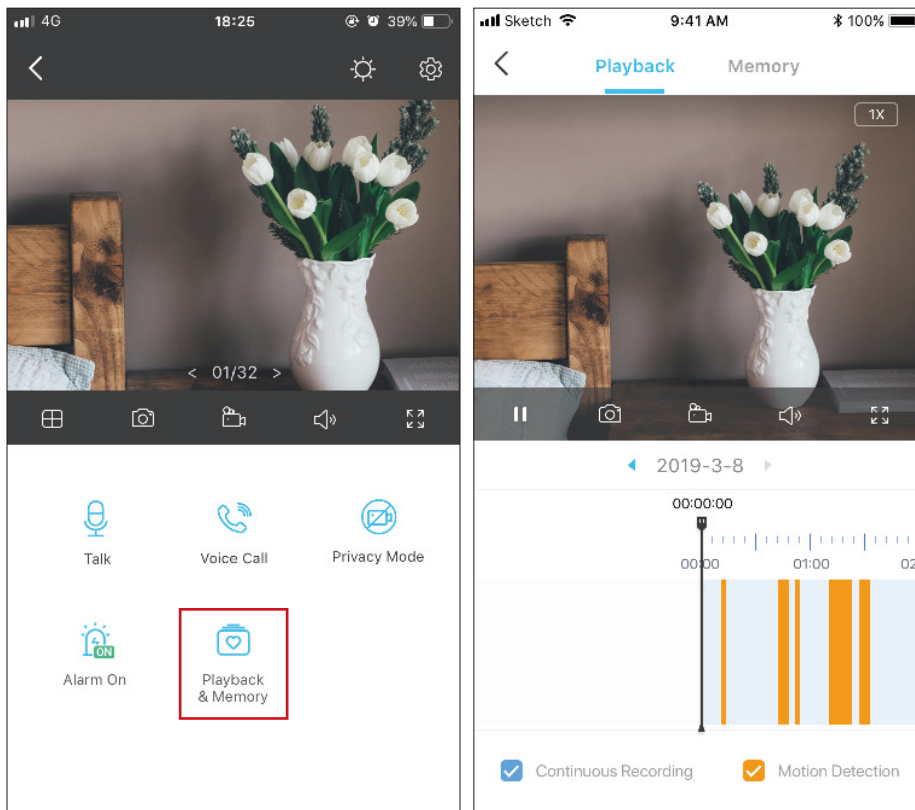 4G 18:25 39%
< 01/32 >
Talk Voice Call Privacy Mode
ON
Alarm On Playback
& Memory
Sketch 9:41 AM 100%
Playback Memory
1X
2019-3-8
00:00:00
00:00 01:00 02
Continuous Recording Motion Detection